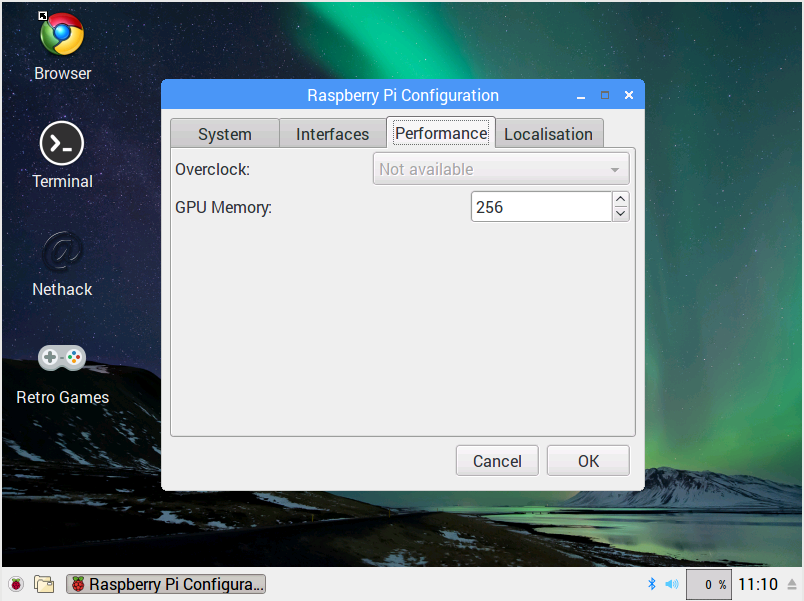 Browser
Terminal
Nethack
Retro Games
Raspberry Pi Configuration
System Interfaces Performance Localisation
Overclock: Not available
GPU Memory: 256
Cancel OK
Raspberry Pi Configura... 0 % 11:10